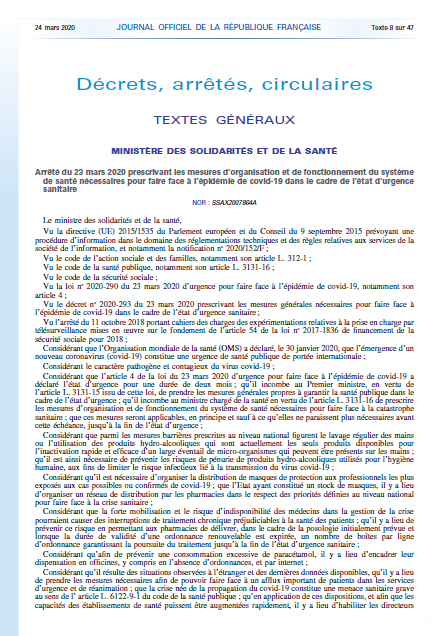 24 mars 2020
JOURNAL OFFICIEL DE LA RÉPUBLIQUE FRANÇAISE
Texte 8 sur 47
Décrets, arrêtés, circulaires
TEXTES GÉNÉRAUX
MINISTÈRE DES SOLIDARITÉS ET DE LA SANTÉ
Arrêté du 23 mars 2020 prescrivant les mesures d'organisation et de fonctionnement du système
de santé nécessaires pour faire face à l'épidémie de covid-19 dans le cadre de l'état d'urgence
sanitaire
NOR : SSAX2007864A
Le ministre des solidarités et de la santé,
Vu la directive (UE) 2015/1535 du Parlement européen et du Conseil du 9 septembre 2015 prévoyant une
procédure d'information dans le domaine des réglementations techniques et des règles relatives aux services de la
société de l'information, et notamment la notification n° 2020/152/F ;
Vu le code de l'action sociale et des familles, notamment son article L. 312-1 ;
Vu le code de la santé publique, notamment son article L. 3131-16 ;
Vu le code de la sécurité sociale ;
Vu la loi n° 2020-290 du 23 mars 2020 d'urgence pour faire face à l'épidémie de covid-19, notamment son
article 4 ;
Vu le décret n° 2020-293 du 23 mars 2020 prescrivant les mesures générales nécessaires pour faire face à
l'épidémie de covid-19 dans le cadre de l'état d'urgence sanitaire ;
Vu l'arrêté du 11 octobre 2018 portant cahiers des charges des expérimentations relatives à la prise en charge par
télésurveillance mises en œuvre sur le fondement de l'article 54 de la loi n° 2017-1836 de financement de la
sécurité sociale pour 2018 ;
Considérant que l'Organisation mondiale de la santé (OMS) a déclaré, le 30 janvier 2020, que l'émergence d'un
nouveau coronavirus (covid-19) constitue une urgence de santé publique de portée internationale ;
Considérant le caractère pathogène et contagieux du virus covid-19 ;
Considérant que l'article 4 de la loi du 23 mars 2020 d'urgence pour faire face à l'épidémie de covid-19 a
déclaré l'état d'urgence pour une durée de deux mois ; qu'il incombe au Premier ministre, en vertu de
l'article L. 3131-15 issu de cette loi, de prendre les mesures générales propres à garantir la santé publique dans le
cadre de l'état d'urgence ; qu'il incombe au ministre chargé de la santé en vertu de l'article L. 3131-16 de prescrire
les mesures d'organisation et de fonctionnement du système de santé nécessaires pour faire face à la catastrophe
sanitaire ; que ces mesures seront applicables, en principe et sauf à ce qu'elles ne paraissent plus nécessaires avant
cette échéance, jusqu'à la fin de l'état d'urgence ;
Considérant que parmi les mesures barrières prescrites au niveau national figurent le lavage régulier des mains
ou l'utilisation des produits hydro-alcooliques qui sont actuellement les seuls produits disponibles pour
l'inactivation rapide et efficace d'un large éventail de micro-organismes qui peuvent être présents sur les mains ;
qu'il est ainsi nécessaire de prévenir les risques de pénurie de produits hydro-alcooliques utilisés pour l'hygiène
humaine, aux fins de limiter le risque infectieux lié à la transmission du virus covid-19 ;
Considérant qu'il est nécessaire d'organiser la distribution de masques de protection aux professionnels les plus
exposés aux cas possibles ou confirmés de covid-19 ; que l'Etat ayant constitué un stock de masques, il y a lieu
d'organiser un réseau de distribution par les pharmacies dans le respect des priorités définies au niveau national
pour faire face à la crise sanitaire ;
Considérant que la forte mobilisation et le risque d'indisponibilité des médecins dans la gestion de la crise
pourraient causer des interruptions de traitement chronique préjudiciables à la santé des patients ; qu'il y a lieu de
prévenir ce risque en permettant aux pharmacies de délivrer, dans le cadre de la posologie initialement prévue et
lorsque la durée de validité d'une ordonnance renouvelable est expirée, un nombre de boîtes par ligne
d'ordonnance garantissant la poursuite du traitement jusqu'à la fin de l'état d'urgence sanitaire ;
Considérant qu'afin de prévenir une consommation excessive de paracétamol, il y a lieu d'encadrer leur
dispensation en officines, y compris en l'absence d'ordonnances, et par internet ;
Considérant qu'il résulte des situations observées à l'étranger et des dernières données disponibles, qu'il y a lieu
de prendre les mesures nécessaires afin de pouvoir faire face à un afflux important de patients dans les services
d'urgence et de réanimation ; que la crise née de la propagation du covid-19 constitue une menace sanitaire grave
au sens de l' article L. 6122-9-1 du code de la santé publique ; qu'en application de ces dispositions, et afin que les
capacités des établissements de santé puissent être augmentées rapidement, il y a lieu d'habiliter les directeurs